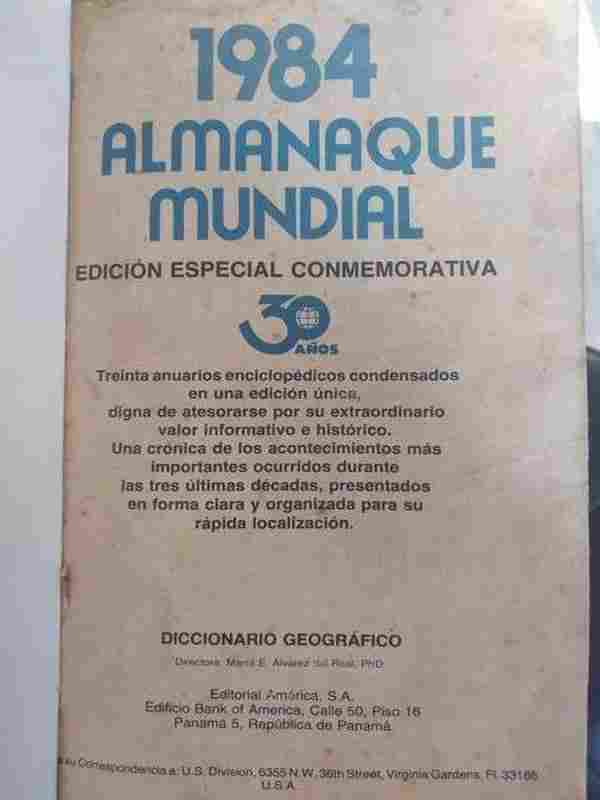 1984
ALMANAQUE
MUNDIAL
EDICIÓN ESPECIAL CONMEMORATIVA
30
AÑOS
Treinta anuarios enciclopédicos condensados
en una edición única,
digna de atesorarse por su extraordinario
valor informativo e histórico.
Una crónica de los acontecimientos más
importantes ocurridos durante
las tres últimas décadas, presentados
en forma clara y organizada para su
rápida localización.
DICCIONARIO GEOGRÁFICO
Directora: María E. Alvarez del Real, PhD
Editorial América, S.A.
Edificio Bank of America, Calle 50, Piso 16
Panamá 5, República de Panamá
su Correspondencia a: U.S. Division, 6355 N.W. 36th Street, Virginia Gardens, Fl. 33166
U.S.A.